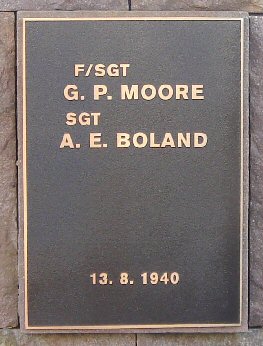 F/SGT
G. P. MOORE
SGT
A. E. BOLAND
13. 8. 1940